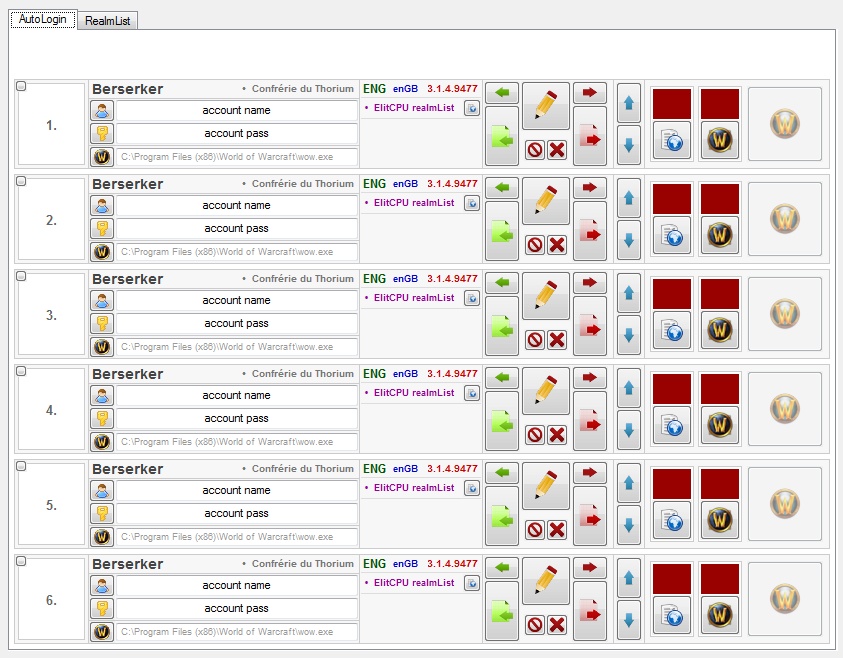 AutoLogin RealmList
1.
Berserker • Confrérie du Thorium ENG enGB 3.1.4.9477
account name • ElitCPU realmList
account pass
C:\Program Files (x86)\World of Warcraft\wow.exe
2.
Berserker • Confrérie du Thorium ENG enGB 3.1.4.9477
account name • ElitCPU realmList
account pass
C:\Program Files (x86)\World of Warcraft\wow.exe
3.
Berserker • Confrérie du Thorium ENG enGB 3.1.4.9477
account name • ElitCPU realmList
account pass
C:\Program Files (x86)\World of Warcraft\wow.exe
4.
Berserker • Confrérie du Thorium ENG enGB 3.1.4.9477
account name • ElitCPU realmList
account pass
C:\Program Files (x86)\World of Warcraft\wow.exe
5.
Berserker • Confrérie du Thorium ENG enGB 3.1.4.9477
account name • ElitCPU realmList
account pass
C:\Program Files (x86)\World of Warcraft\wow.exe
6.
Berserker • Confrérie du Thorium ENG enGB 3.1.4.9477
account name • ElitCPU realmList
account pass
C:\Program Files (x86)\World of Warcraft\wow.exe